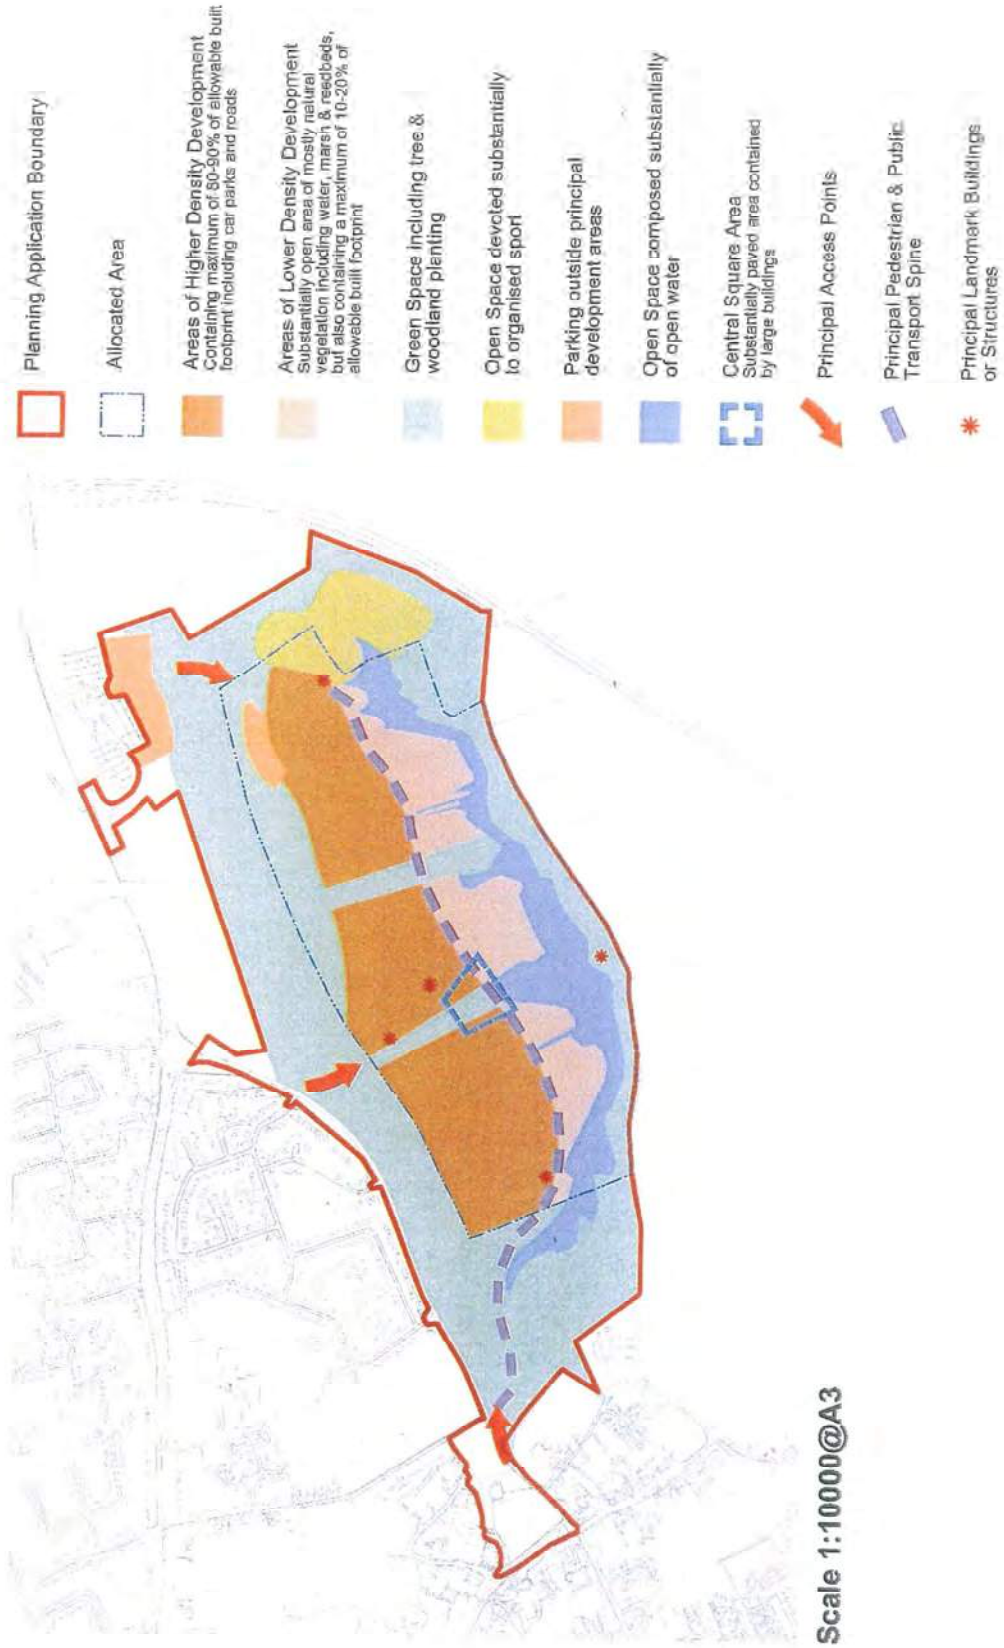 Planning Application Boundary
Allocated Area
Areas of Higher Density Development
Containing maximum of 80-90% of allowable built
footprint including car parks and roads
Areas of Lower Density Development
Substantially open area of mostly natural
vegetation including water, marsh & reedbeds,
but also containing a maximum of 10-20% of
allowable built footprint
Green Space including tree &
woodland planting
Open Space devoted substantially
to organised sport
Parking outside principal
development areas
Open Space composed substantially
of open water
Central Square Area
Substantially paved area contained
by large buildings
Principal Access Points
Principal Pedestrian & Public
Transport Spine
Principal Landmark Buildings
or Structures
Scale 1:10000@A3